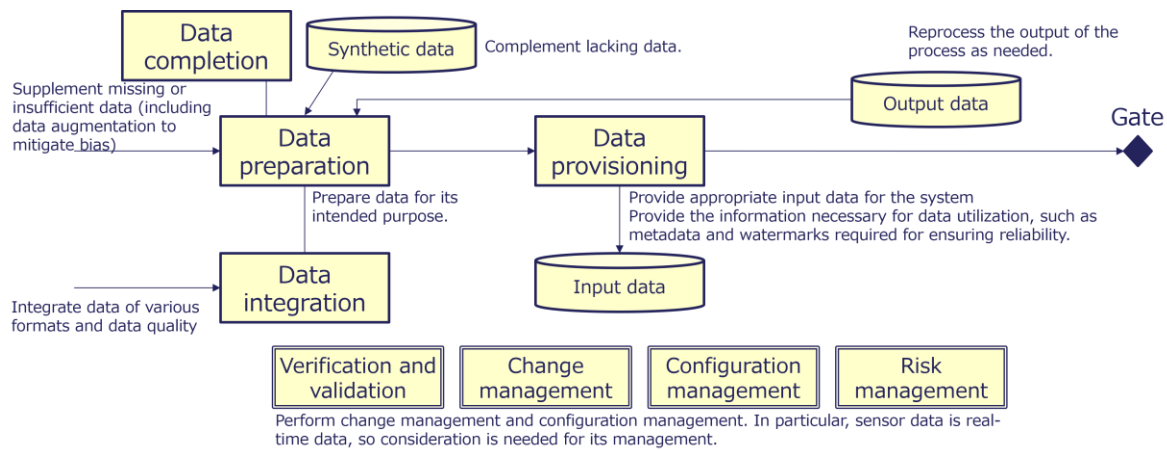 Data
completion
Synthetic data
Complement lacking data.
Reprocess the output of the
process as needed.
Output data
Supplement missing or
insufficient data (including
data augmentation to
mitigate bias)
Data
preparation
Prepare data for its
intended purpose.
Data
provisioning
Gate
Provide appropriate input data for the system
Provide the information necessary for data utilization, such as
metadata and watermarks required for ensuring reliability.
Input data
Data
integration
Integrate data of various
formats and data quality
Verification and
validation
Change
management
Configuration
management
Risk
management
Perform change management and configuration management. In particular, sensor data is real-
time data, so consideration is needed for its management.